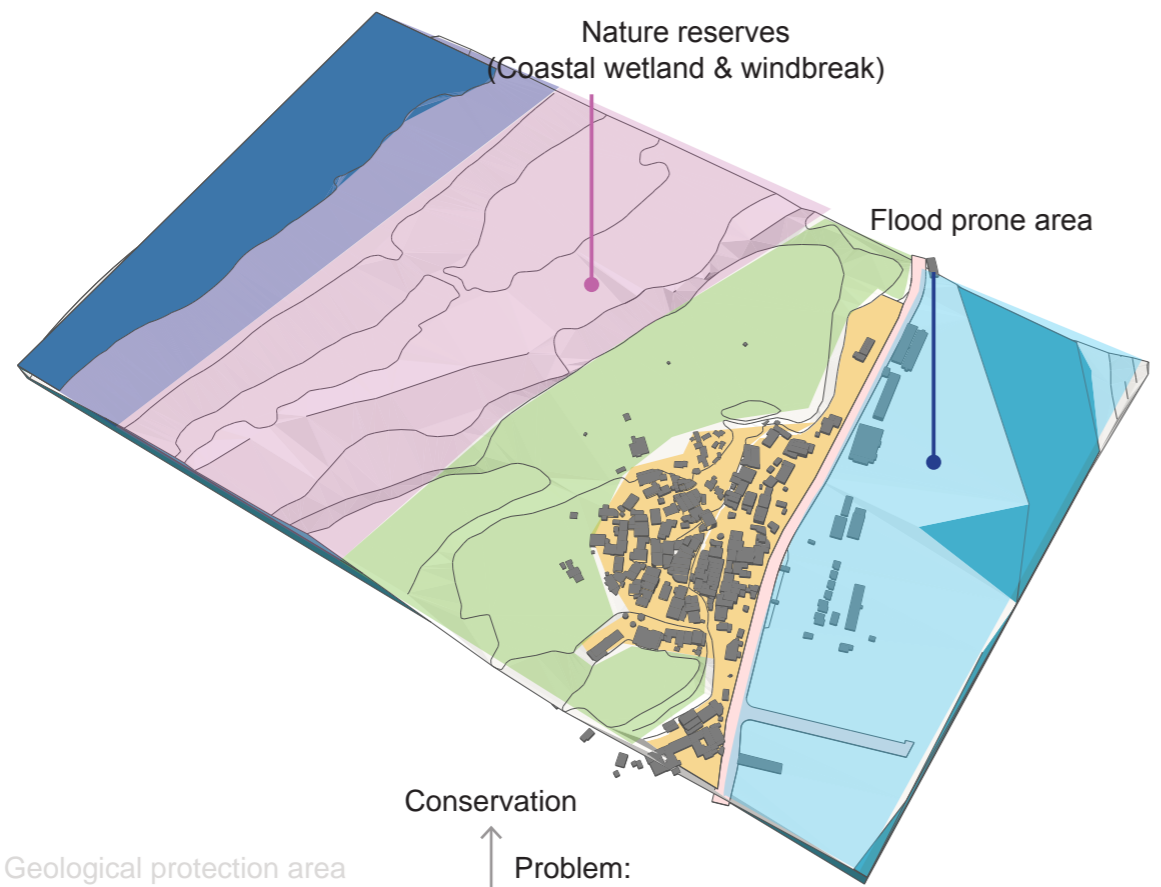 Nature reserves
(Coastal wetland & windbreak)
Flood prone area
Conservation
Geological protection area
Problem: